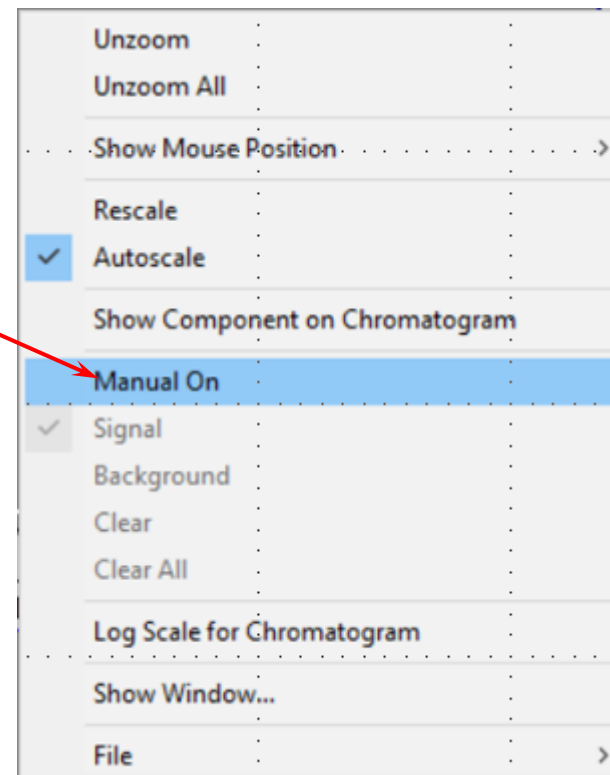 Unzoom
Unzoom All
Show Mouse Position
Rescale
Autoscale
Show Component on Chromatogram
Manual On
Signal
Background
Clear
Clear All
Log Scale for Chromatogram
Show Window...
File